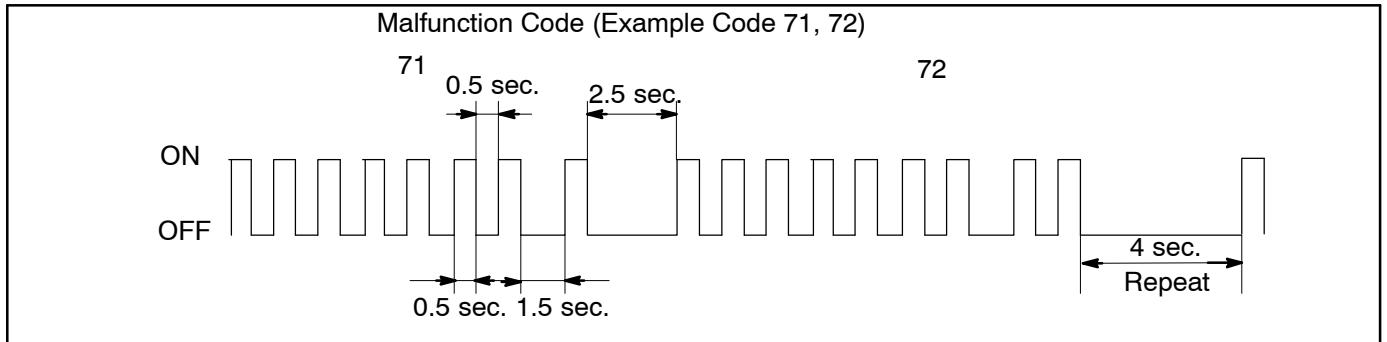 Malfunction Code (Example Code 71, 72)
71
72
0.5 sec.
2.5 sec.
ON
OFF
4 sec.
Repeat
0.5 sec.
1.5 sec.